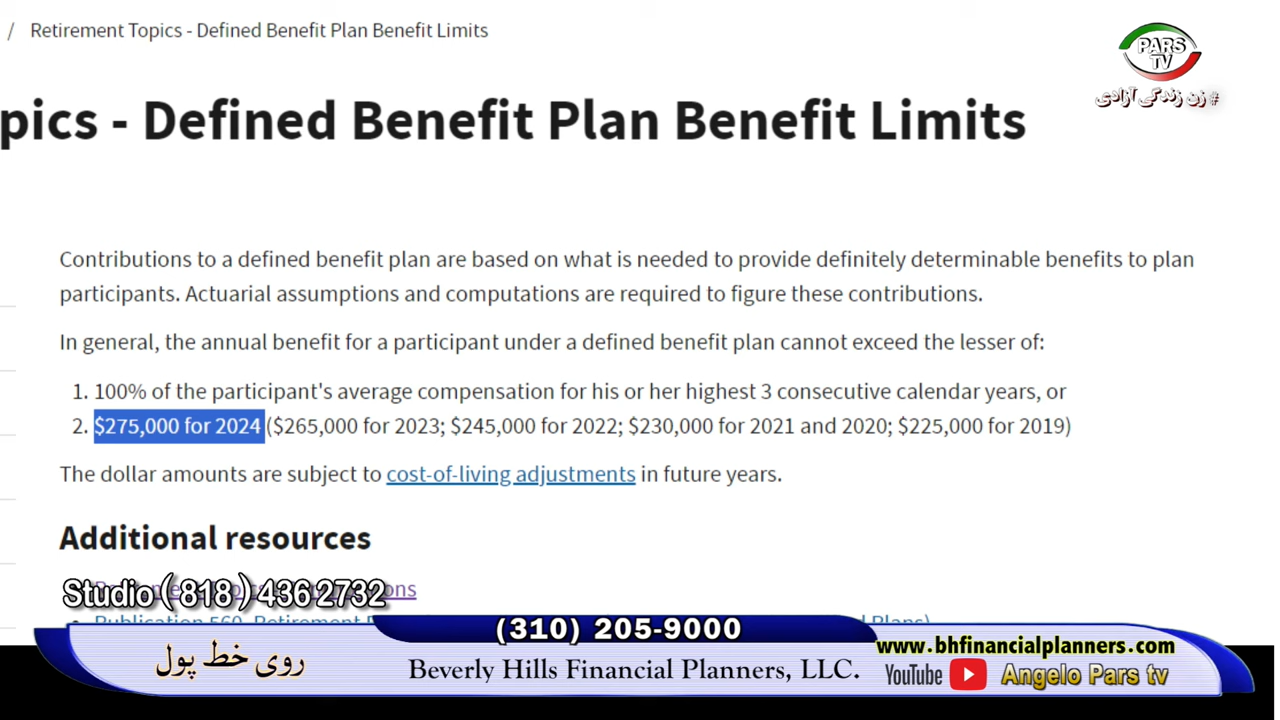 / Retirement Topics - Defined Benefit Plan Benefit Limits
PARS
TV
# زن زندگی آزادی
pics - Defined Benefit Plan Benefit Limits
Contributions to a defined benefit plan are based on what is needed to provide definitely determinable benefits to plan
participants. Actuarial assumptions and computations are required to figure these contributions.
In general, the annual benefit for a participant under a defined benefit plan cannot exceed the lesser of:
1. 100% of the participant's average compensation for his or her highest 3 consecutive calendar years, or
2. $275,000 for 2024 ($265,000 for 2023; $245,000 for 2022; $230,000 for 2021 and 2020; $225,000 for 2019)
The dollar amounts are subject to cost-of-living adjustments in future years.
Additional resources
Studio (818) 436 2732
Publication 560, Retirement Plans)
(310) 205-9000
روی خط پول
Beverly Hills Financial Planners, LLC.
www.bhfinancialplanners.com
YouTube Angelo Pars tv